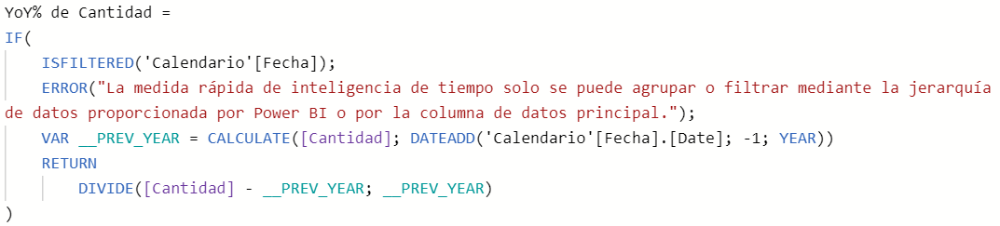 YoY% de Cantidad =
IF(
    ISFILTERED('Calendario'[Fecha]);
    ERROR("La medida rápida de inteligencia de tiempo solo se puede agrupar o filtrar mediante la jerarquía
de datos proporcionada por Power BI o por la columna de datos principal.");
    VAR __PREV_YEAR = CALCULATE([Cantidad]; DATEADD('Calendario'[Fecha].[Date]; -1; YEAR))
    RETURN
        DIVIDE([Cantidad] - __PREV_YEAR; __PREV_YEAR)
)